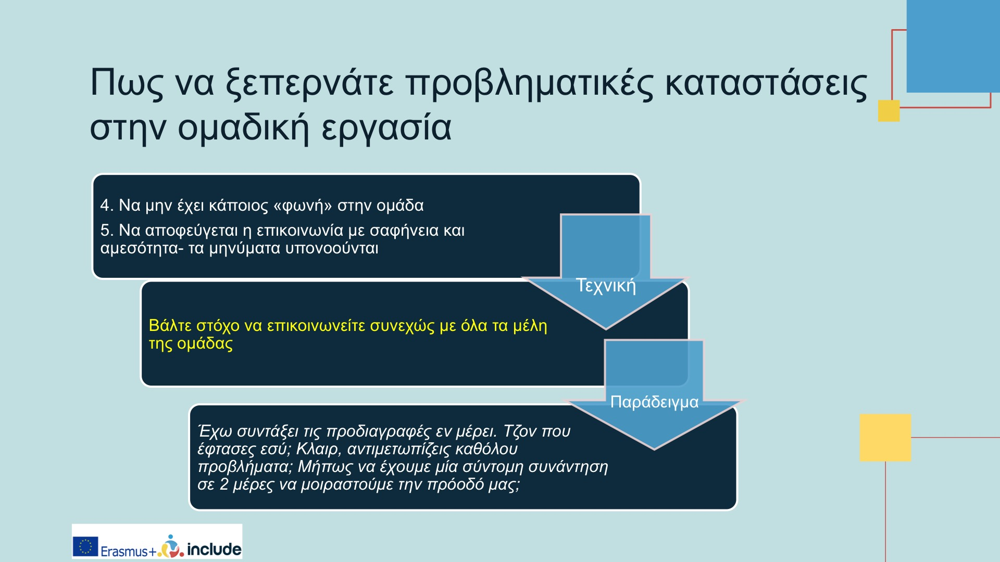 Πως να ξεπερνάτε προβληματικές καταστάσεις
στην ομαδική εργασία
4. Να μην έχει κάποιος «φωνή» στην ομάδα
5. Να αποφεύγεται η επικοινωνία με σαφήνεια και
αμεσότητα- τα μηνύματα υπονοούνται
Τεχνική
Βάλτε στόχο να επικοινωνείτε συνεχώς με όλα τα μέλη
της ομάδας
Παράδειγμα
Έχω συντάξει τις προδιαγραφές εν μέρει. Τζον που
έφτασες εσύ; Κλαιρ, αντιμετωπίζεις καθόλου
προβλήματα; Μήπως να έχουμε μία σύντομη συνάντηση
σε 2 μέρες να μοιραστούμε την πρόοδό μας;
Erasmus+ include